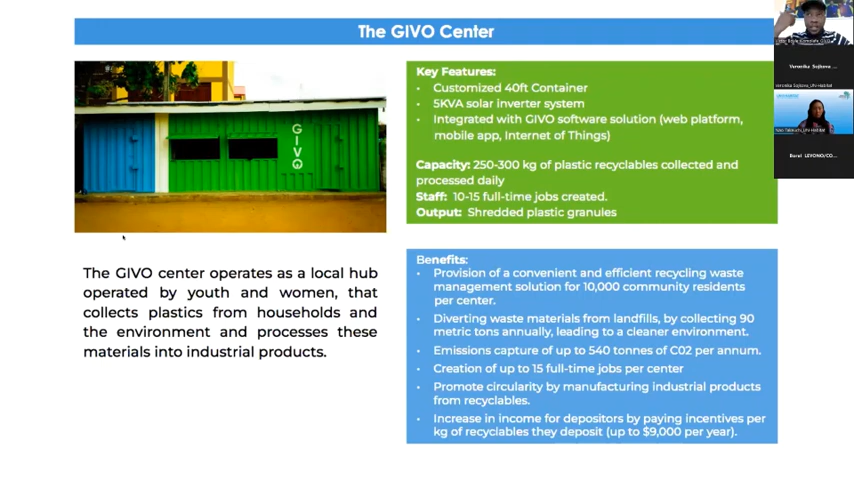 The GIVO Center
GIVO
The GIVO center operates as a local hub
operated by youth and women, that
collects plastics from households and
the environment and processes these
materials into industrial products.
Key Features:
• Customized 40ft Container
• 5KVA solar inverter system
• Integrated with GIVO software solution (web platform,
mobile app, Internet of Things)
Capacity: 250-300 kg of plastic recyclables collected and
processed daily
Staff: 10-15 full-time jobs created.
Output: Shredded plastic granules
Benefits:
• Provision of a convenient and efficient recycling waste
management solution for 10,000 community residents
per center.
• Diverting waste materials from landfills, by collecting 90
metric tons annually, leading to a cleaner environment.
• Emissions capture of up to 540 tonnes of C02 per annum.
• Creation of up to 15 full-time jobs per center
• Promote circularity by manufacturing industrial products
from recyclables.
• Increase in income for depositors by paying incentives per
kg of recyclables they deposit (up to $9,000 per year).